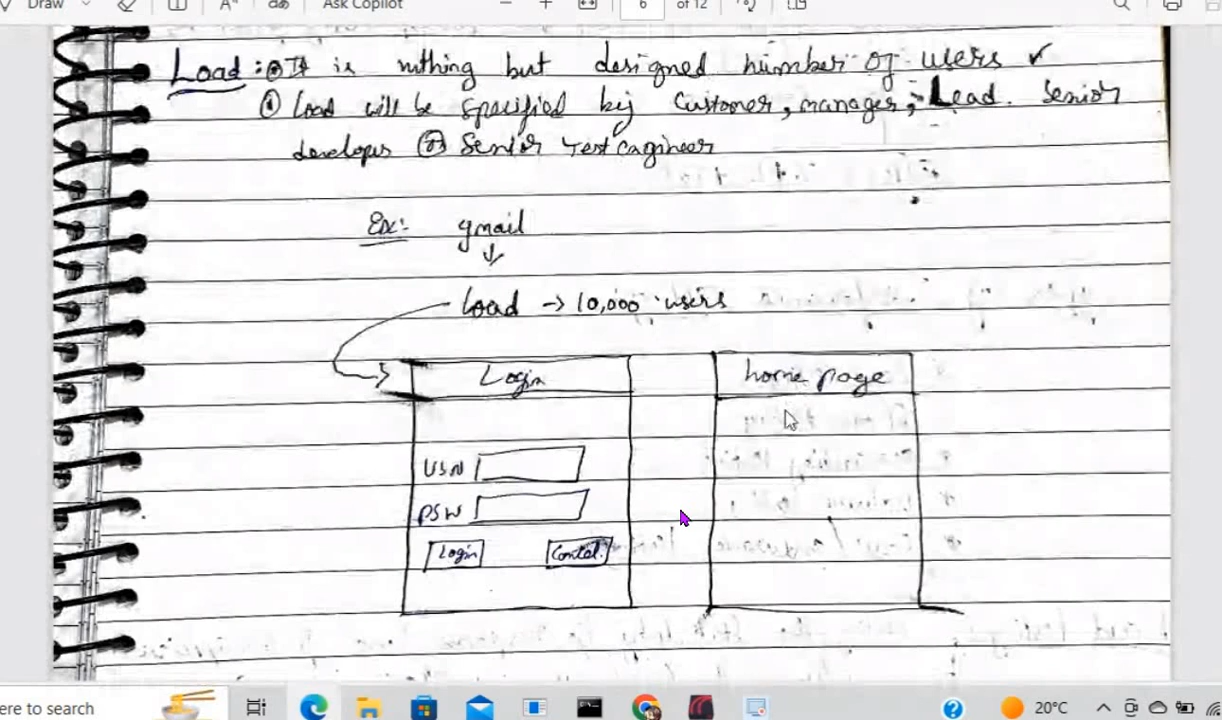 Draw
Ask Copilot
6 of 12
Load : It is nothing but designed number of users ✓
Load will be specified by customer, manager, Lead. Senior
developer or Senior Test engineer
Ex:- gmail
↓
Load → 10,000 users
Login
home page
USN
PSW
Login
Cancel
ere to search
20°C